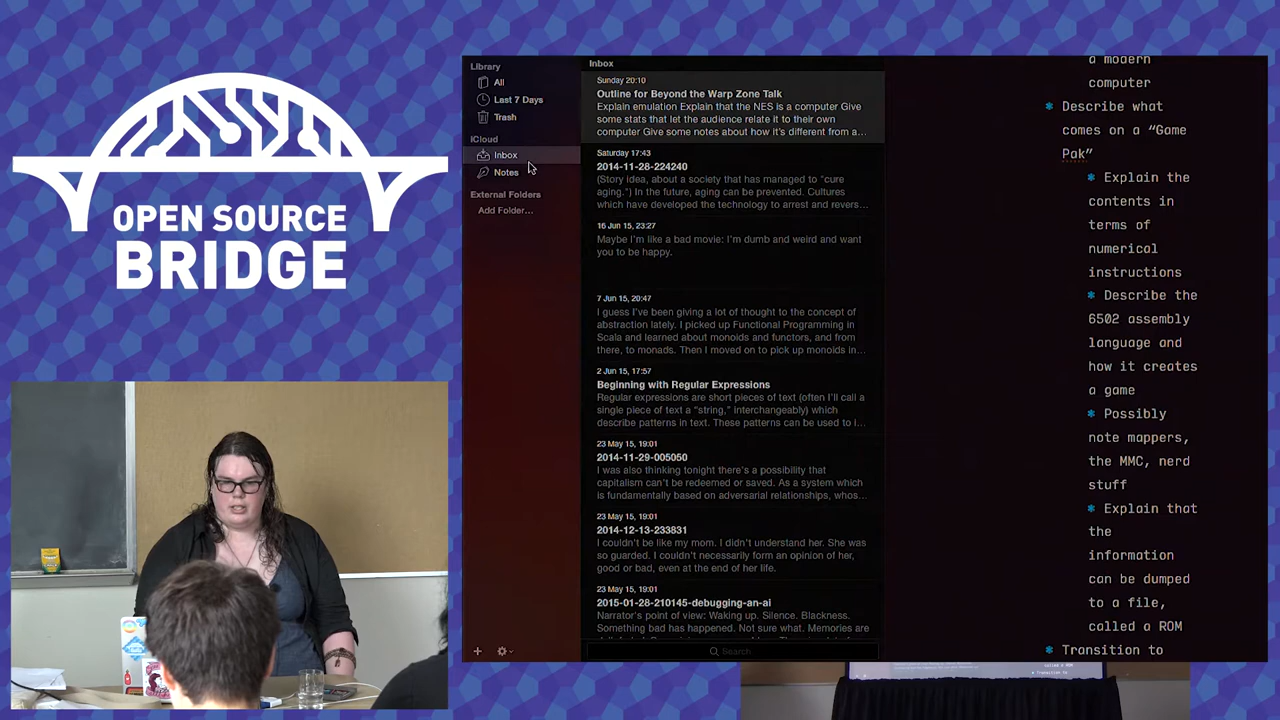 OPEN SOURCE
BRIDGE
Library
All
Last 7 Days
Trash
iCloud
Inbox
Notes
External Folders
Add Folder...
Inbox
Sunday 20:10
Outline for Beyond the Warp Zone Talk
Explain emulation Explain that the NES is a computer Give
some stats that let the audience relate it to their own
computer Give some notes about how it's different from a...
Saturday 17:43
2014-11-28-224240
(Story idea, about a society that has managed to "cure
aging.") In the future, aging can be prevented. Cultures
which have developed the technology to arrest and revers...
16 Jun 15, 23:27
Maybe I'm like a bad movie: I'm dumb and weird and want
you to be happy.
7 Jun 15, 20:47
I guess I've been giving a lot of thought to the concept of
abstraction lately. I picked up Functional Programming in
Scala and learned about monoids and functors, and from
there, to monads. Then I moved on to pick up monoids in...
2 Jun 15, 17:57
Beginning with Regular Expressions
Regular expressions are short pieces of text (often I'll call a
single piece of text a "string," interchangeably) which
describe patterns in text. These patterns can be used to i...
23 May 15, 19:01
2014-11-29-005050
I was also thinking tonight there's a possibility that
capitalism can't be redeemed or saved. As a system which
is fundamentally based on adversarial relationships, whos...
23 May 15, 19:01
2014-12-13-233831
I couldn't be like my mom. I didn't understand her. She was
so guarded. I couldn't necessarily form an opinion of her,
good or bad, even at the end of her life.
23 May 15, 19:01
2015-01-28-210145-debugging-an-ai
Narrator's point of view: Waking up. Silence. Blackness.
Something bad has happened. Not sure what. Memories are
Search
a modern
computer
* Describe what
comes on a "Game
Pak"
* Explain the
contents in
terms of
numerical
instructions
* Describe the
6502 assembly
language and
how it creates
a game
* Possibly
note mappers,
the MMC, nerd
stuff
* Explain that
the
information
can be dumped
to a file,
called a ROM
* Transition to
called a ROM
* Transition to